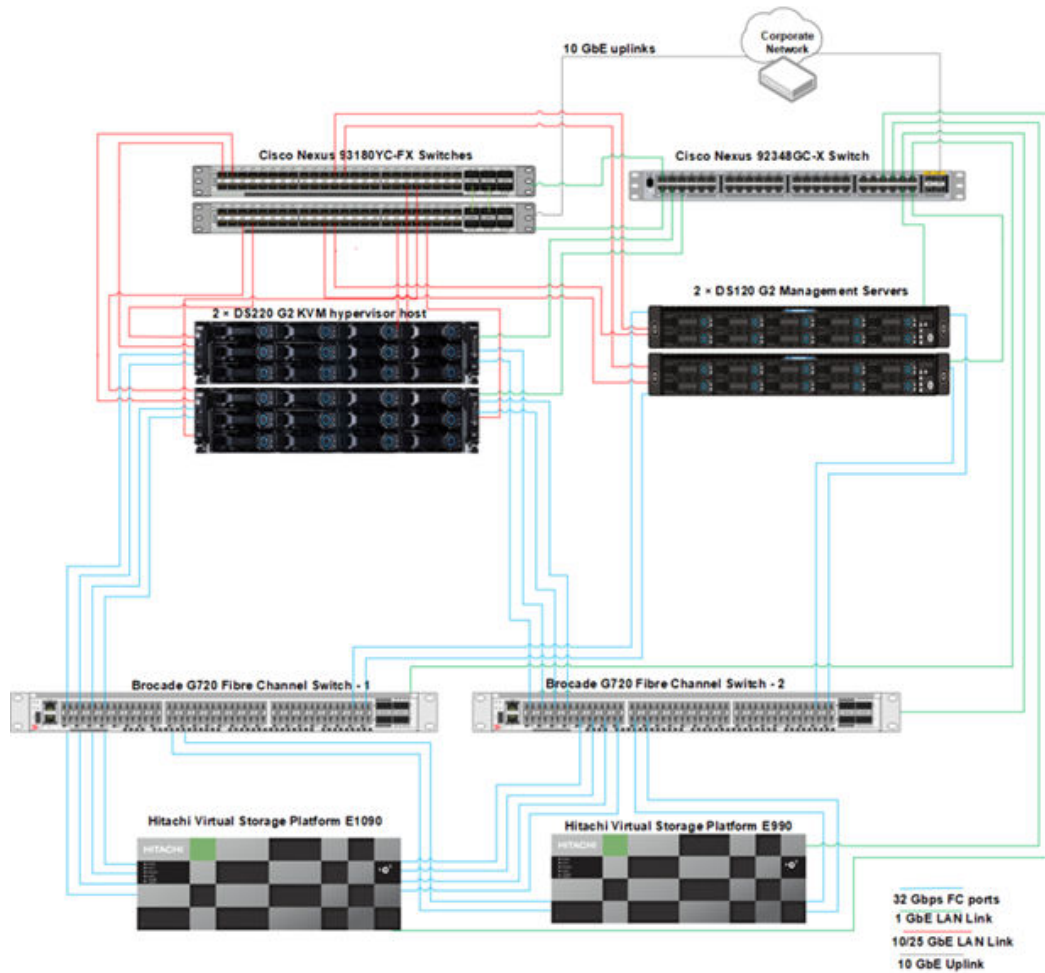 Corporate
Network
10 GbE uplinks
Cisco Nexus 93180YC-FX Switches
Cisco Nexus 92348GC-X Switch
2 × DS220 G2 KVM hypervisor host
2 × DS120 G2 Management Servers
Brocade G720 Fibre Channel Switch - 1
Brocade G720 Fibre Channel Switch - 2
Hitachi Virtual Storage Platform E1090
Hitachi Virtual Storage Platform E990
HITACHI
HITACHI
32 Gbps FC ports
1 GbE LAN Link
10/25 GbE LAN Link
10 GbE Uplink